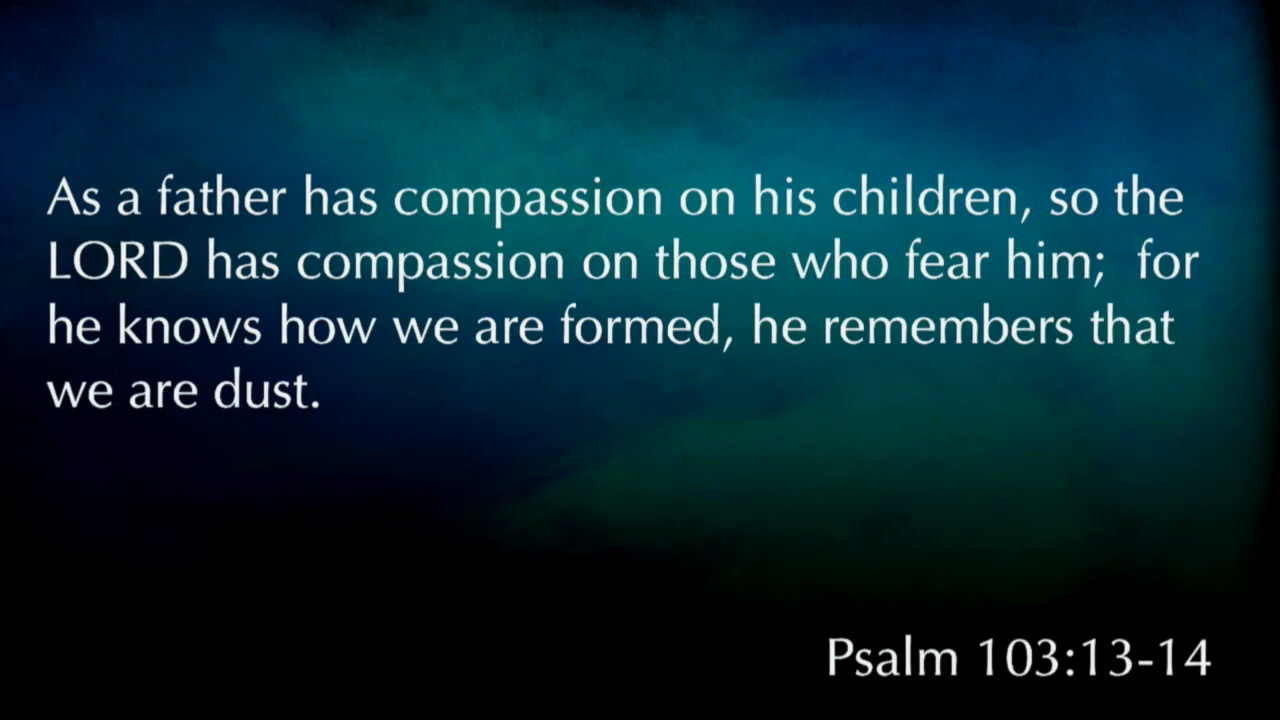 As a father has compassion on his children, so the
LORD has compassion on those who fear him;  for
he knows how we are formed, he remembers that
we are dust.
Psalm 103:13-14